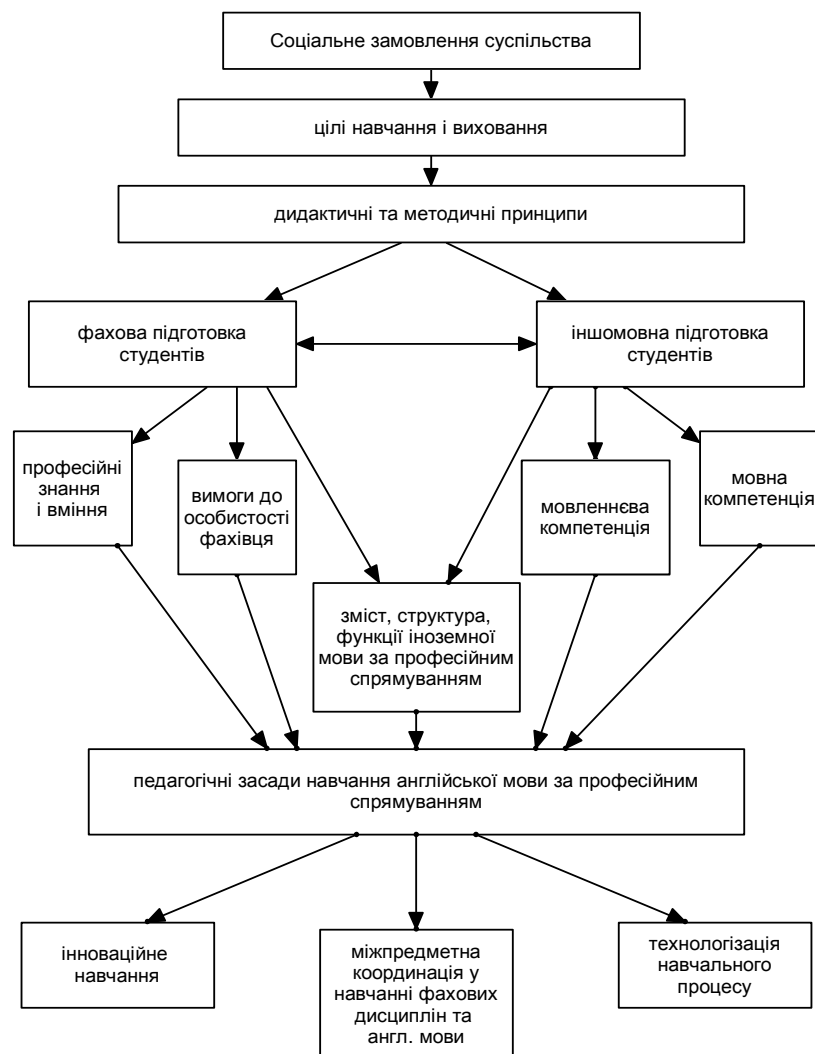 Соціальне замовлення суспільства
цілі навчання і виховання
дидактичні та методичні принципи
фахова підготовка
студентів
іншомовна підготовка
студентів
професійні
знання
і вміння
вимоги до
особистості
фахівця
мовленнєва
компетенція
мовна
компетенція
зміст, структура,
функції іноземної
мови за професійним
спрямуванням
педагогічні засади навчання англійської мови за професійним
спрямуванням
інноваційне
навчання
міжпредметна
координація у
навчанні фахових
дисциплін та
англ. мови
технологізація
навчального
процесу